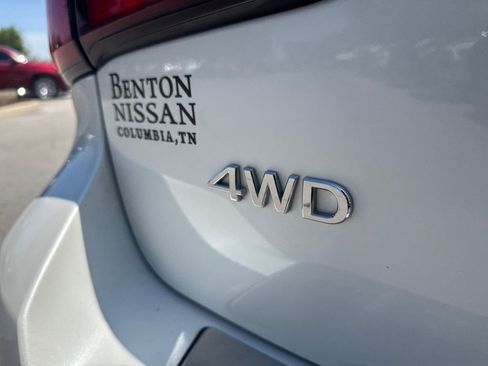 BENTON
NISSAN
COLUMBIA, TN
4WD